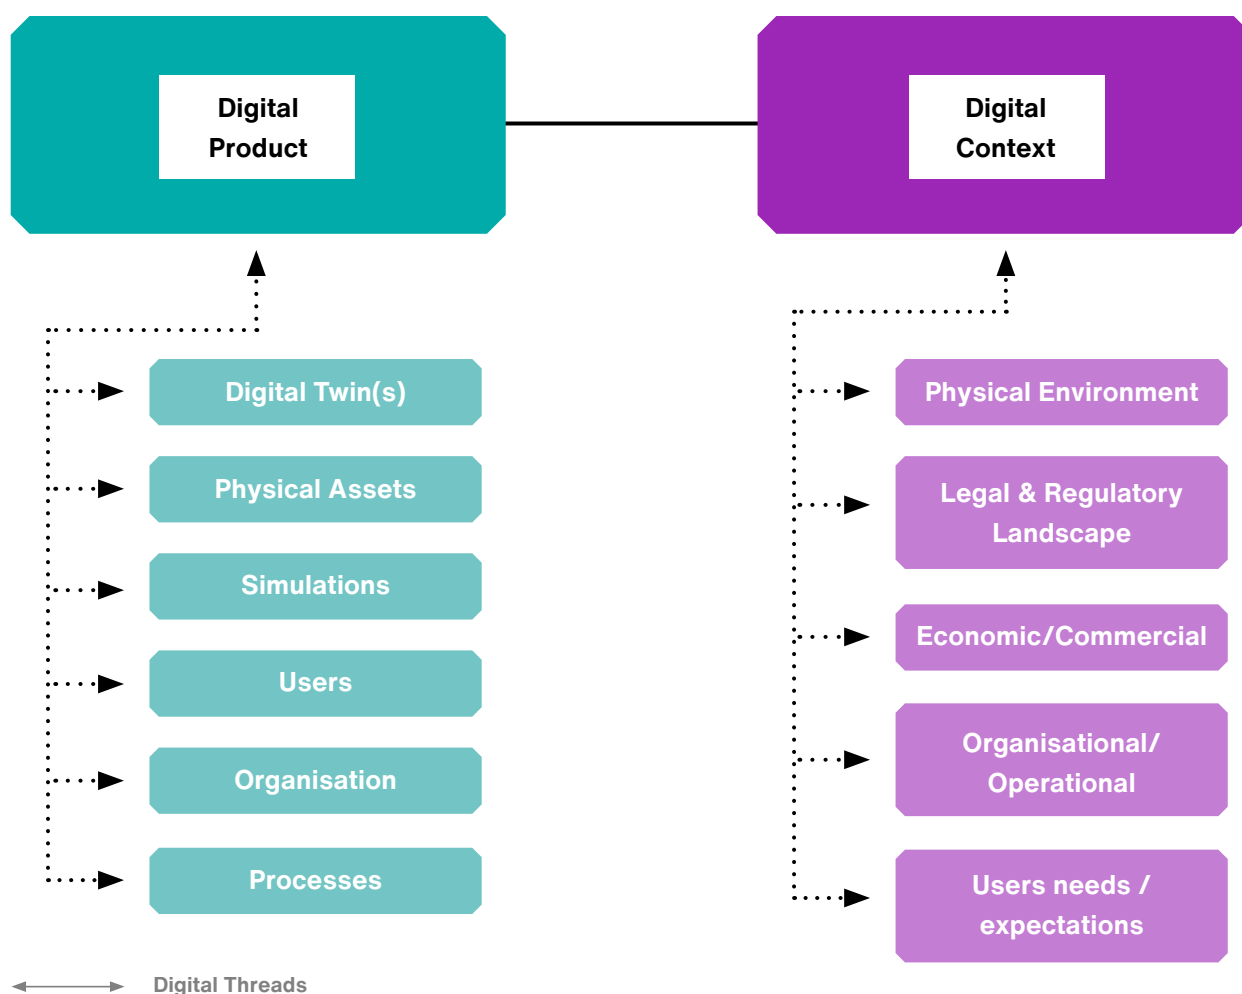 Digital
Product
Digital
Context
Digital Twin(s)
Physical Assets
Simulations
Users
Organisation
Processes
Physical Environment
Legal & Regulatory
Landscape
Economic/Commercial
Organisational/
Operational
Users needs /
expectations
Digital Threads